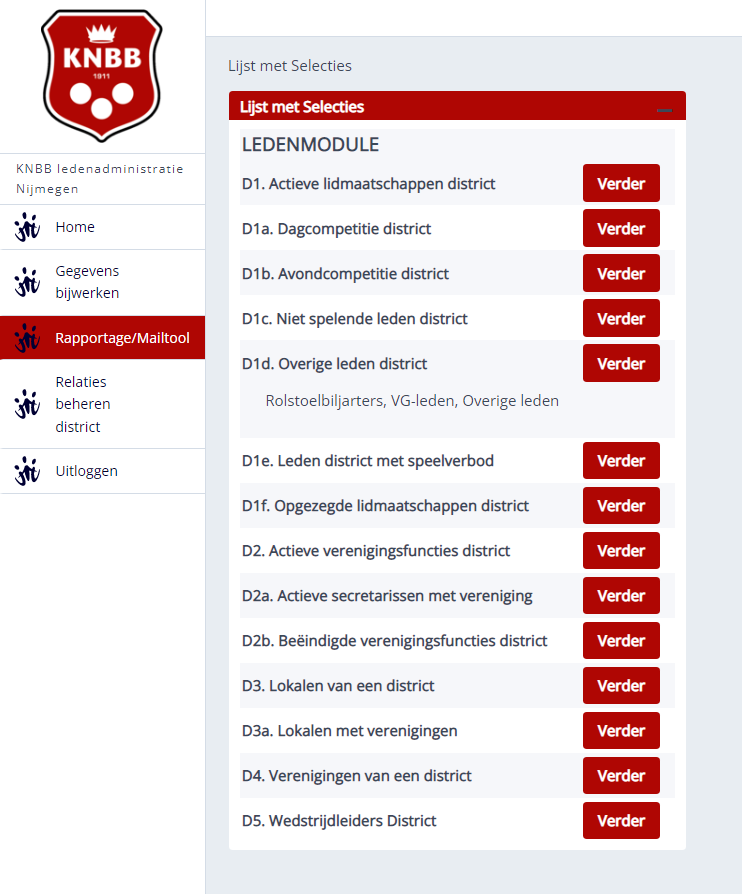 KNBB
1911
KNBB ledenadministratie
Nijmegen
Home
Gegevens
bijwerken
Rapportage/Mailtool
Relaties
beheren
district
Uitloggen
Lijst met Selecties
Lijst met Selecties
LEDENMODULE
D1. Actieve lidmaatschappen district Verder
D1a. Dagcompetitie district Verder
D1b. Avondcompetitie district Verder
D1c. Niet spelende leden district Verder
D1d. Overige leden district Verder
Rolstoelbiljarters, VG-leden, Overige leden
D1e. Leden district met speelverbod Verder
D1f. Opgezegde lidmaatschappen district Verder
D2. Actieve verenigingsfuncties district Verder
D2a. Actieve secretarissen met vereniging Verder
D2b. Beëindigde verenigingsfuncties district Verder
D3. Lokalen van een district Verder
D3a. Lokalen met verenigingen Verder
D4. Verenigingen van een district Verder
D5. Wedstrijdleiders District Verder